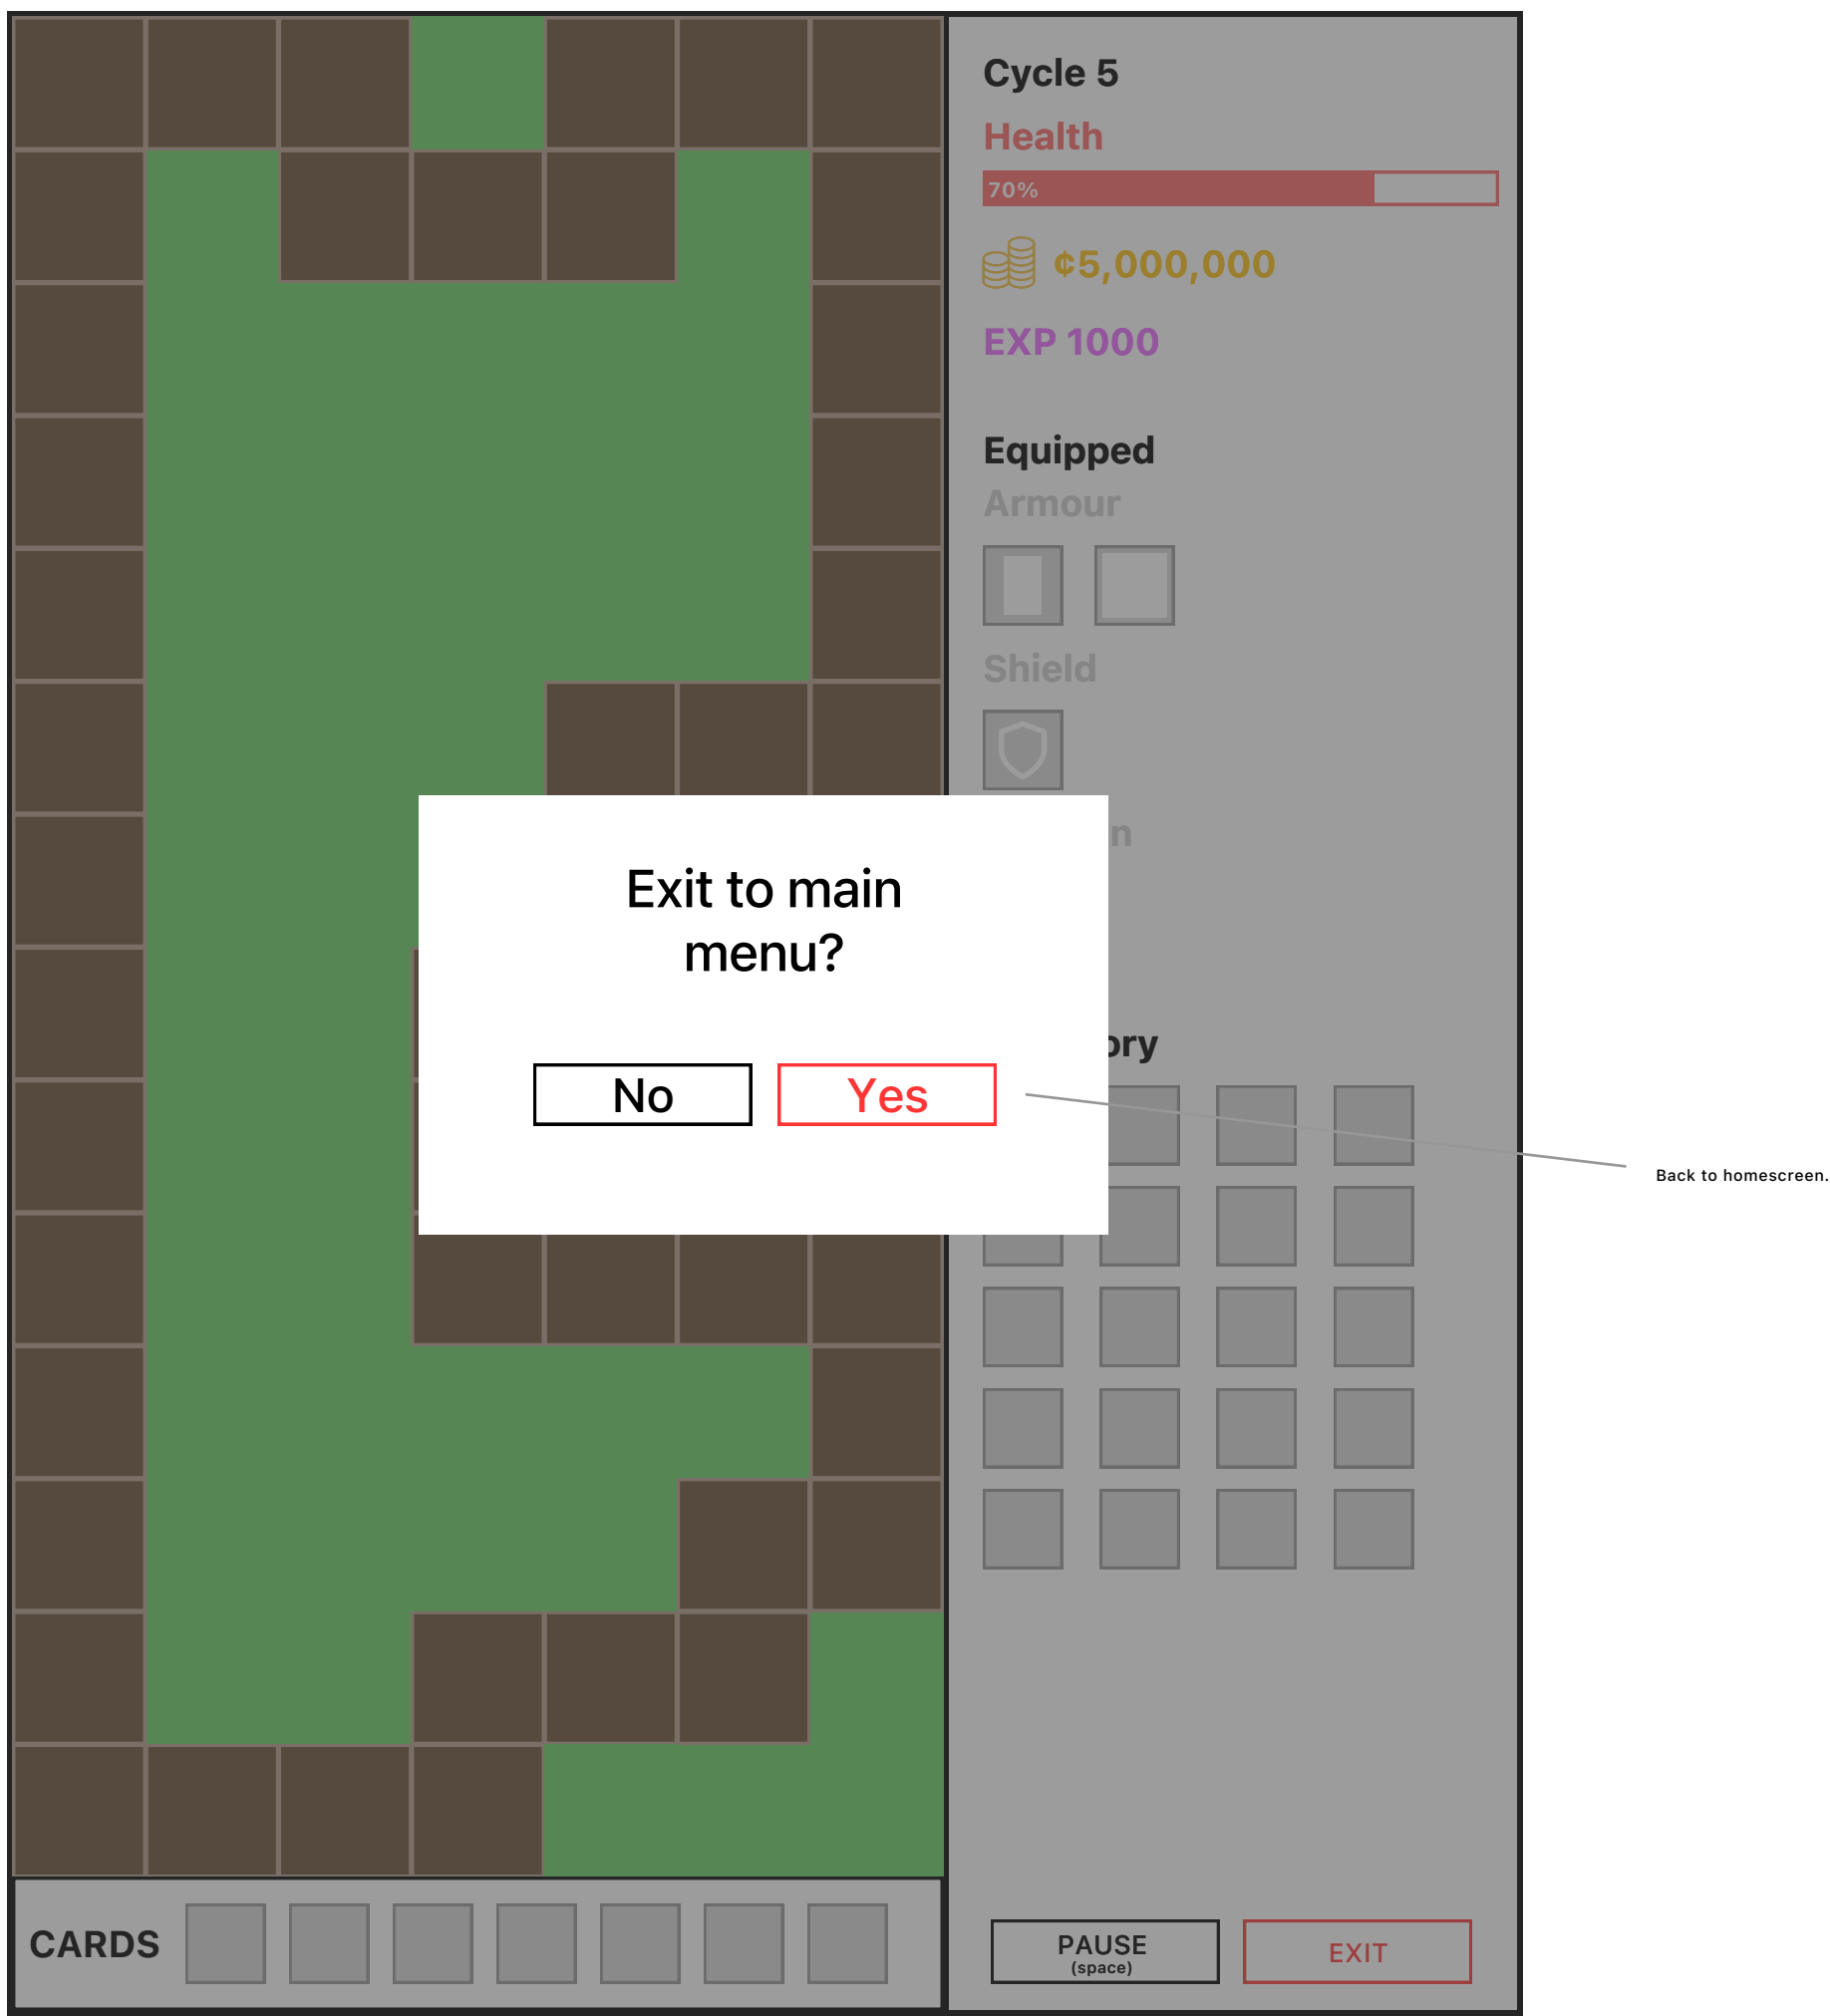 Cycle 5
Health
70%
¢5,000,000
EXP 1000
Equipped
Armour
Shield
Exit to main
menu?
No
Yes
Back to homescreen.
CARDS
PAUSE
(space)
EXIT